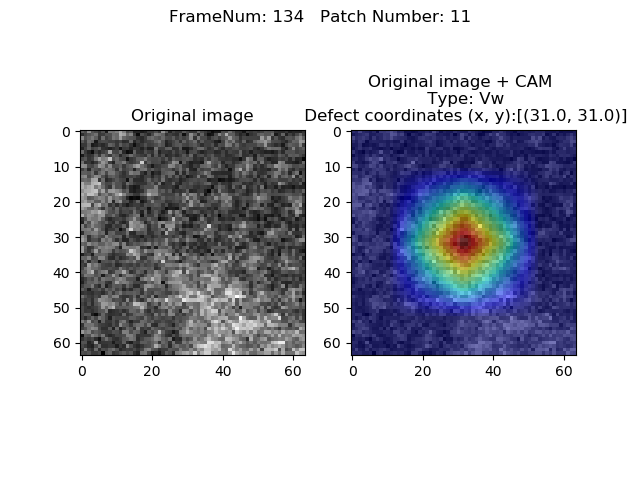 FrameNum: 134   Patch Number: 11
Original image
Original image + CAM
Type: Vw
Defect coordinates (x, y):[(31.0, 31.0)]
0
10
20
30
40
50
60
0 20 40 60
0
10
20
30
40
50
60
0 20 40 60